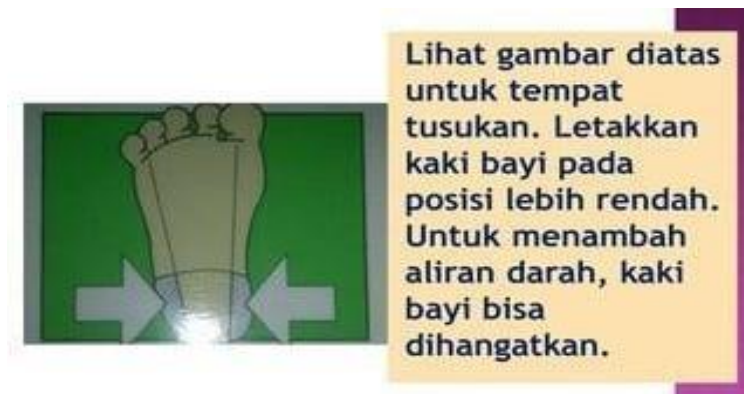 Lihat gambar diatas
untuk tempat
tusukan. Letakkan
kaki bayi pada
posisi lebih rendah.
Untuk menambah
aliran darah, kaki
bayi bisa
dihangatkan.